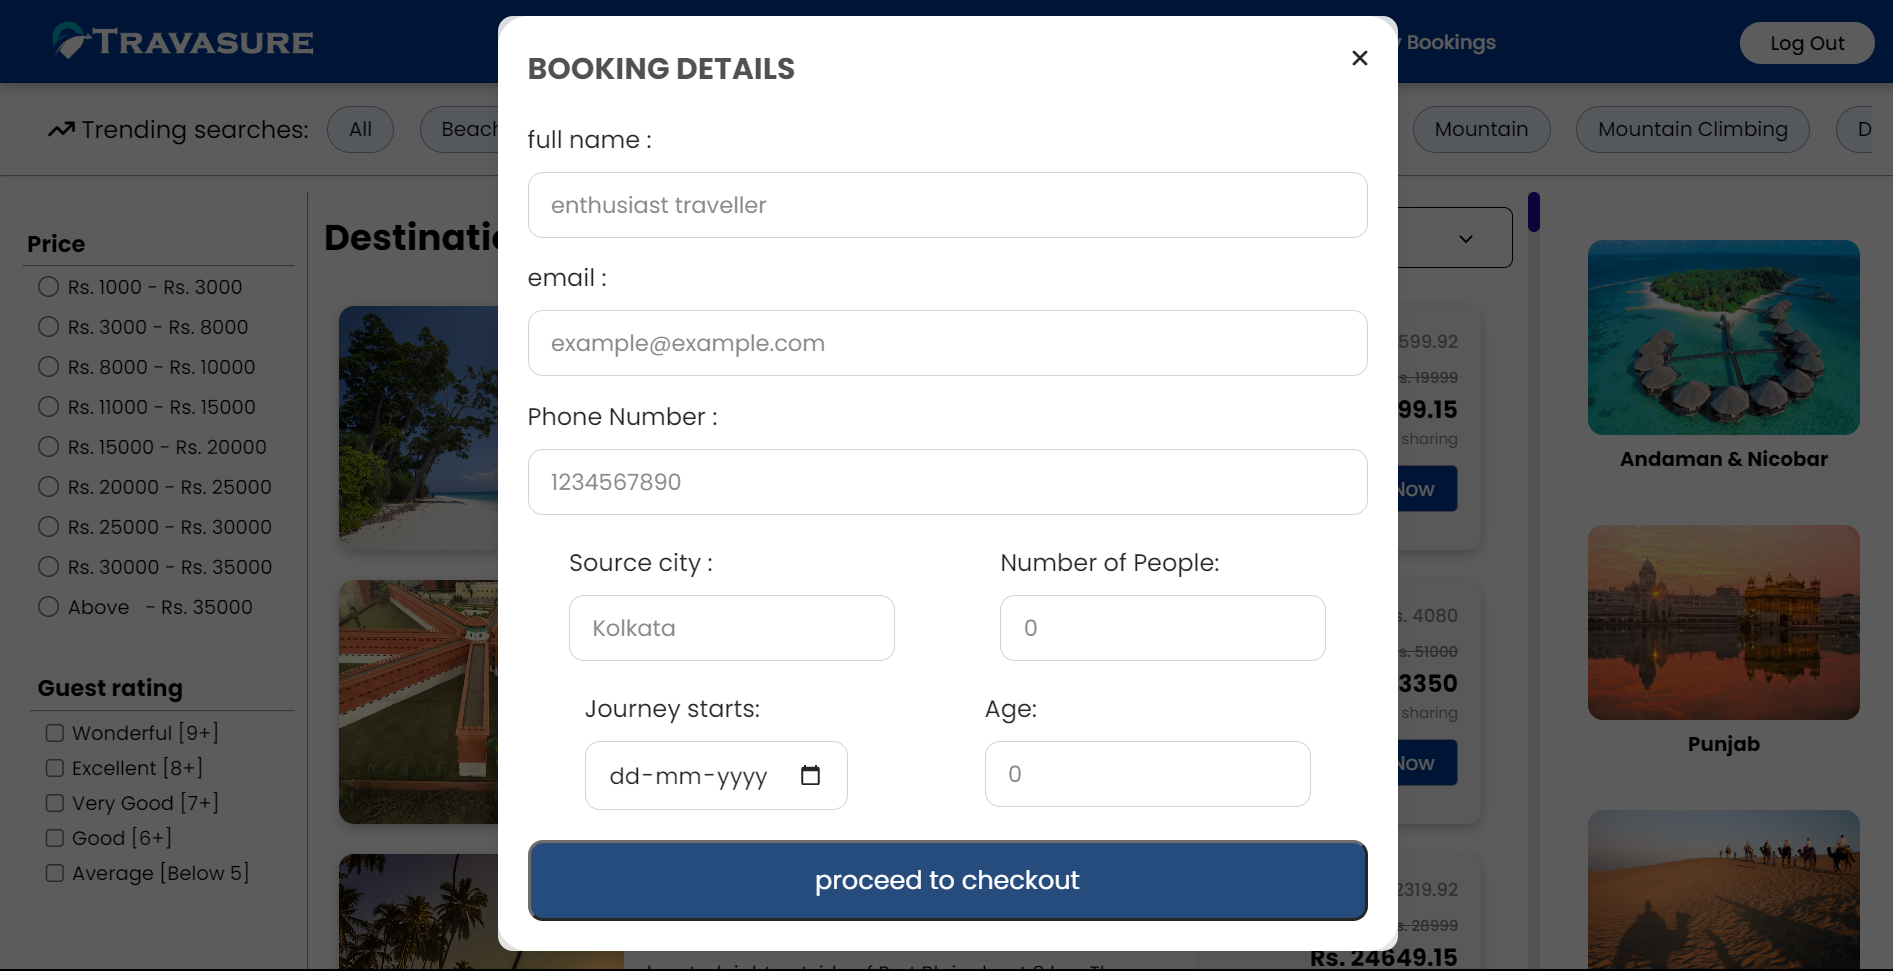 TRAVASURE
Bookings
Log Out
Trending searches:
All
Mountain
Mountain Climbing
D
Price
Rs. 1000 - Rs. 3000
Rs. 3000 - Rs. 8000
Rs. 8000 - Rs. 10000
Rs. 11000 - Rs. 15000
Rs. 15000 - Rs. 20000
Rs. 20000 - Rs. 25000
Rs. 25000 - Rs. 30000
Rs. 30000 - Rs. 35000
Above - Rs. 35000
Guest rating
Wonderful [9+]
Excellent [8+]
Very Good [7+]
Good [6+]
Average [Below 5]
BOOKING DETAILS
full name :
enthusiast traveller
email :
example@example.com
Phone Number :
1234567890
Source city :
Number of People:
Kolkata
0
Journey starts:
Age:
dd-mm-yyyy
0
proceed to checkout
599.92
s. 19999
99.15
sharing
Now
s. 4080
s. 51000
3350
sharing
Now
2319.92
s. 28999
Rs. 24649.15
Andaman & Nicobar
Punjab